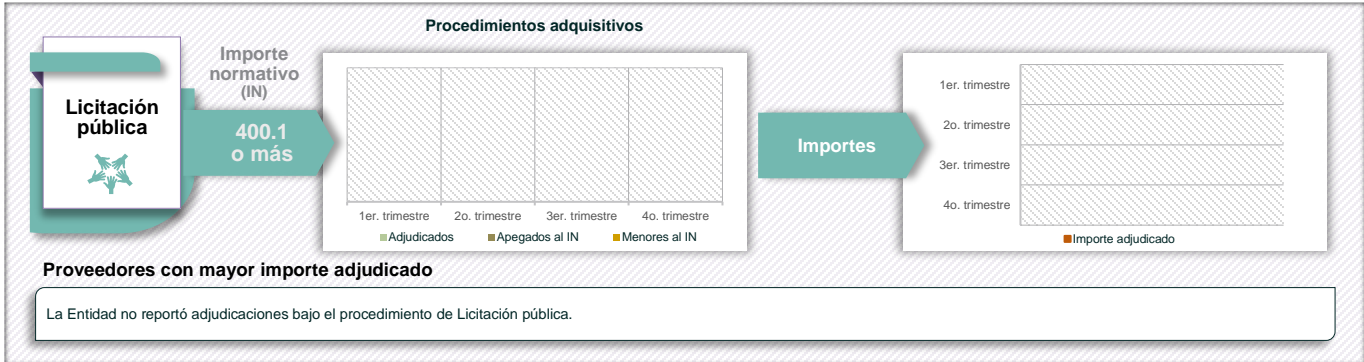 Procedimientos adquisitivos
Licitación
pública
Importe
normativo
(IN)
400.1
o más
1er. trimestre 2o. trimestre 3er. trimestre 4o. trimestre
Adjudicados Apegados al IN Menores al IN
Importes
1er. trimestre
2o. trimestre
3er. trimestre
4o. trimestre
Importe adjudicado
Proveedores con mayor importe adjudicado
La Entidad no reportó adjudicaciones bajo el procedimiento de Licitación pública.